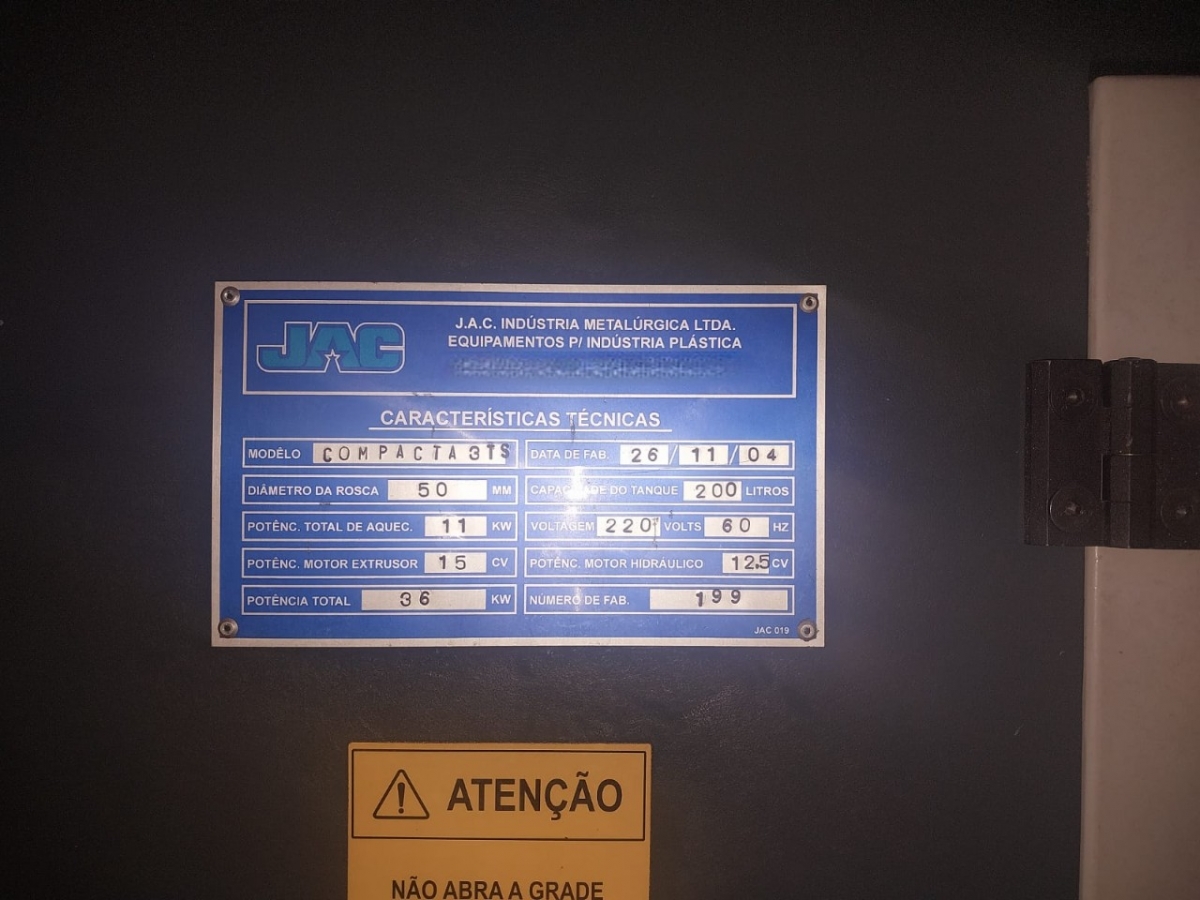 JAC
J.A.C. INDÚSTRIA METALÚRGICA LTDA.
EQUIPAMENTOS P/ INDÚSTRIA PLÁSTICA
CARACTERÍSTICAS TÉCNICAS
MODÊLO COMPACTA3TS DATA DE FAB. 26/11/04
DIÂMETRO DA ROSCA 50 MM CAPACIDADE DO TANQUE 200 LITROS
POTÊNC. TOTAL DE AQUEC. 11 KW VOLTAGEM 220 VOLTS 60 HZ
POTÊNC. MOTOR EXTRUSOR 15 CV POTÊNC. MOTOR HIDRÁULICO 12.5 CV
POTÊNCIA TOTAL 36 KW NÚMERO DE FAB. 199
JAC 019
ATENÇÃO
NÃO ABRA A GRADE